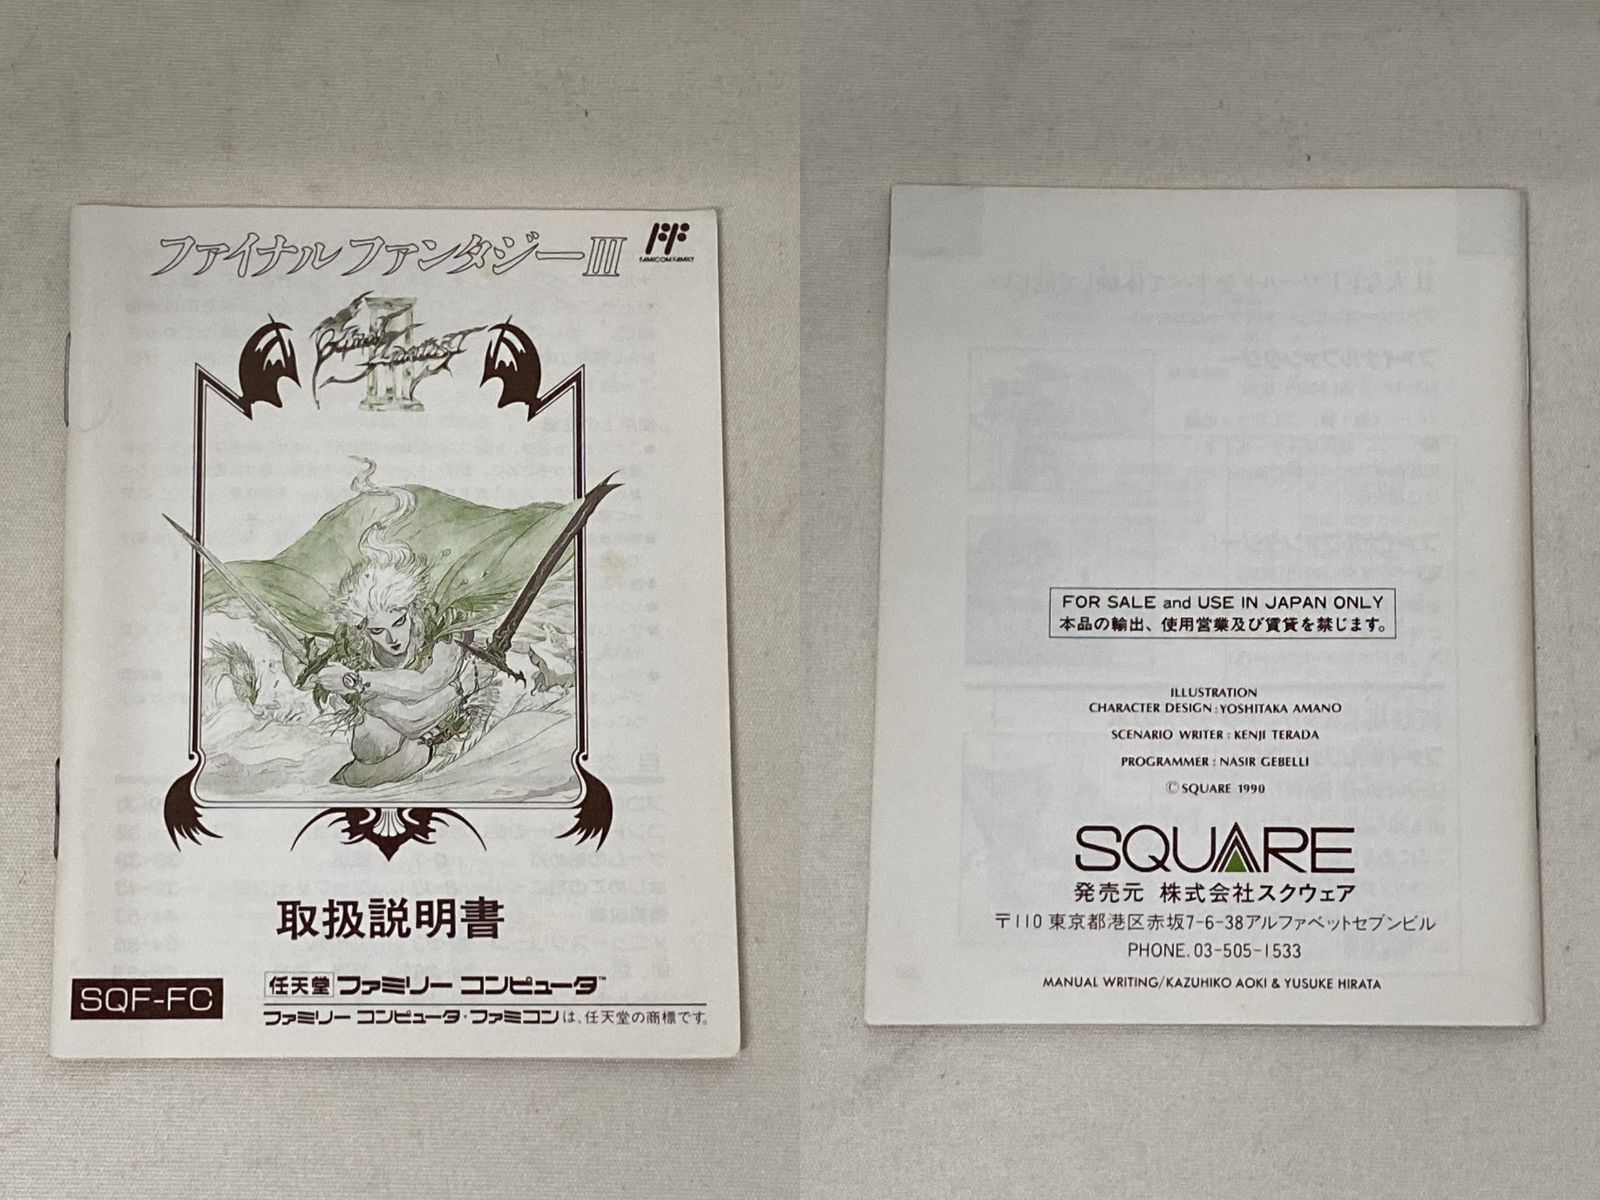 ファイナルファンタジーIII
FAMICOM FAMILY
取扱説明書
SQF-FC
任天堂 ファミリー コンピュータ™
ファミリー コンピュータ・ファミコンは、任天堂の商標です。
FOR SALE and USE IN JAPAN ONLY
本品の輸出、使用営業及び賃貸を禁じます。
ILLUSTRATION
CHARACTER DESIGN : YOSHITAKA AMANO
SCENARIO WRITER : KENJI TERADA
PROGRAMMER : NASIR GEBELLI
© SQUARE 1990
SQUARE
発売元 株式会社スクウェア
〒110 東京都港区赤坂7-6-38アルファベットセブンビル
PHONE. 03-505-1533
MANUAL WRITING/KAZUHIKO AOKI & YUSUKE HIRATA